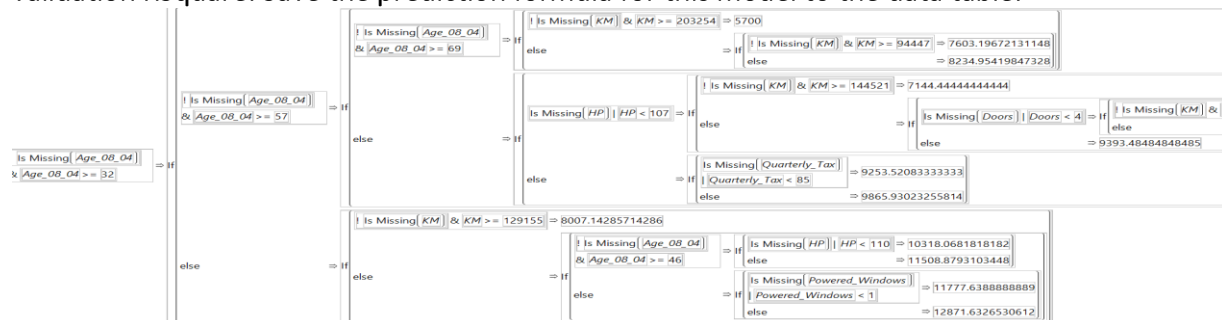 validation Rsquare. Save the prediction formula for this model to the data table.
! Is Missing( KM ) & KM >= 203254 ⇒ 5700
! Is Missing( Age_08_04 )
& Age_08_04 >= 69
⇒ If
else ⇒ If
! Is Missing( KM ) & KM >= 94447 ⇒ 7603.19672131148
else ⇒ 8234.95419847328
! Is Missing( Age_08_04 )
& Age_08_04 >= 57
⇒ If
else ⇒ If
Is Missing( HP ) | HP < 107 ⇒ If
! Is Missing( KM ) & KM >= 144521 ⇒ 7144.44444444444
else ⇒ If
Is Missing( Doors ) | Doors < 4 ⇒ If
! Is Missing( KM ) &
else
else ⇒ 9393.48484848485
else ⇒ If
Is Missing( Quarterly_Tax )
| Quarterly_Tax < 85
⇒ 9253.52083333333
else ⇒ 9865.93023255814
Is Missing( Age_08_04 )
& Age_08_04 >= 32
⇒ If
else ⇒ If
! Is Missing( KM ) & KM >= 129155 ⇒ 8007.14285714286
else ⇒ If
! Is Missing( Age_08_04 )
& Age_08_04 >= 46
⇒ If
Is Missing( HP ) | HP < 110 ⇒ 10318.0681818182
else ⇒ 11508.8793103448
else ⇒ If
Is Missing( Powered_Windows )
| Powered_Windows < 1
⇒ 11777.6388888889
else ⇒ 12871.6326530612